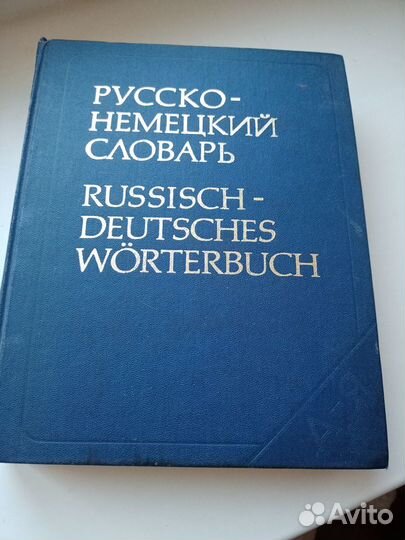 РУССКО-
НЕМЕЦКИЙ
СЛОВАРЬ
RUSSISCH-
DEUTSCHES
WÖRTERBUCH
Avito